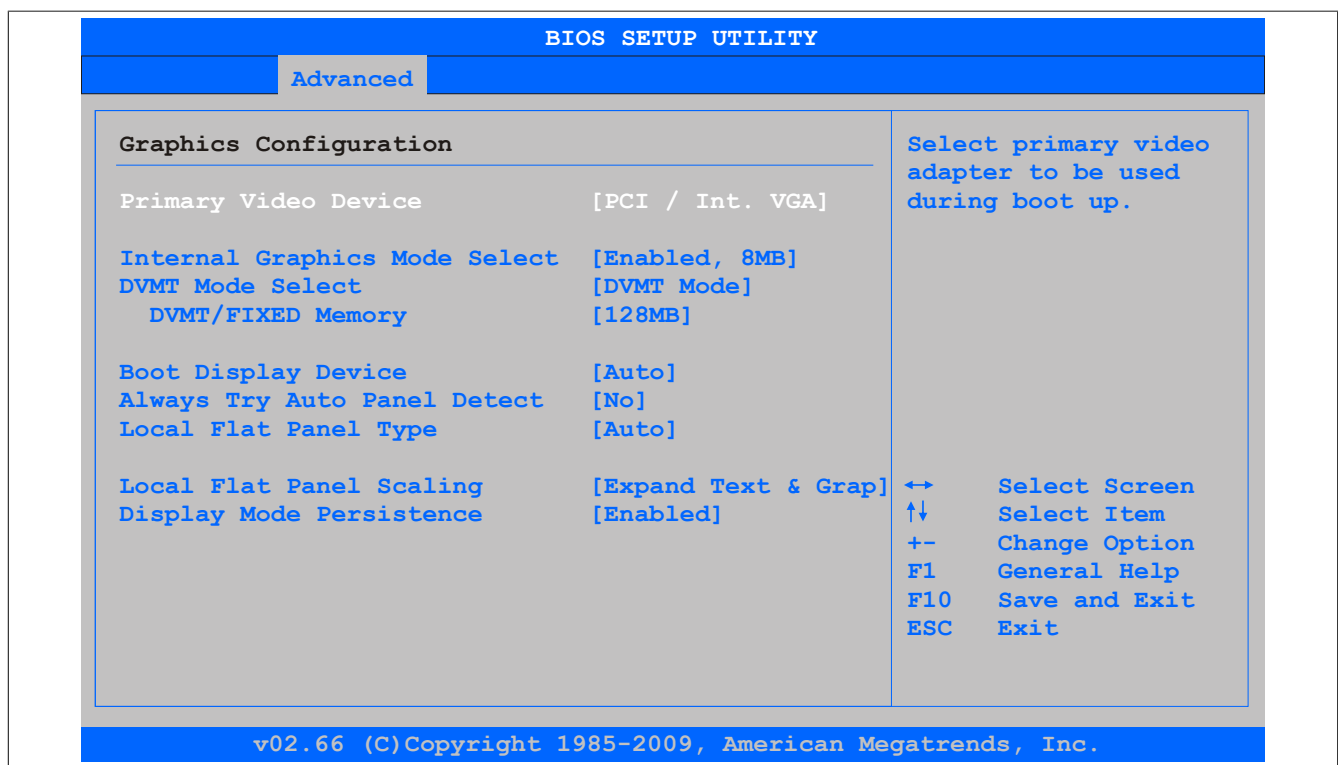 BIOS SETUP UTILITY
Advanced
Graphics Configuration
Primary Video Device [PCI / Int. VGA]
Internal Graphics Mode Select [Enabled, 8MB]
DVMT Mode Select [DVMT Mode]
DVMT/FIXED Memory [128MB]
Boot Display Device [Auto]
Always Try Auto Panel Detect [No]
Local Flat Panel Type [Auto]
Local Flat Panel Scaling [Expand Text & Grap]
Display Mode Persistence [Enabled]
Select primary video
adapter to be used
during boot up.
↔ Select Screen
↑↓ Select Item
+- Change Option
F1 General Help
F10 Save and Exit
ESC Exit
v02.66 (C)Copyright 1985-2009, American Megatrends, Inc.